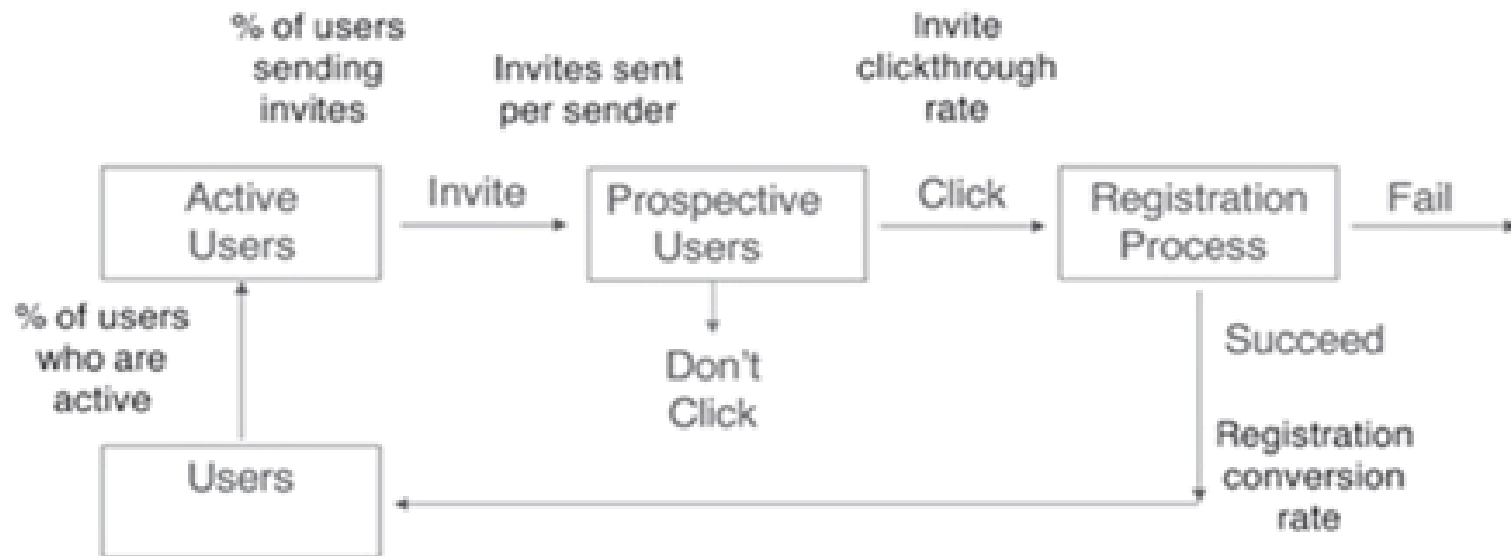 % of users
sending
invites
Invites sent
per sender
Invite
clickthrough
rate
Active
Users
Invite
Prospective
Users
Click
Registration
Process
Fail
% of users
who are
active
Don't
Click
Succeed
Users
Registration
conversion
rate